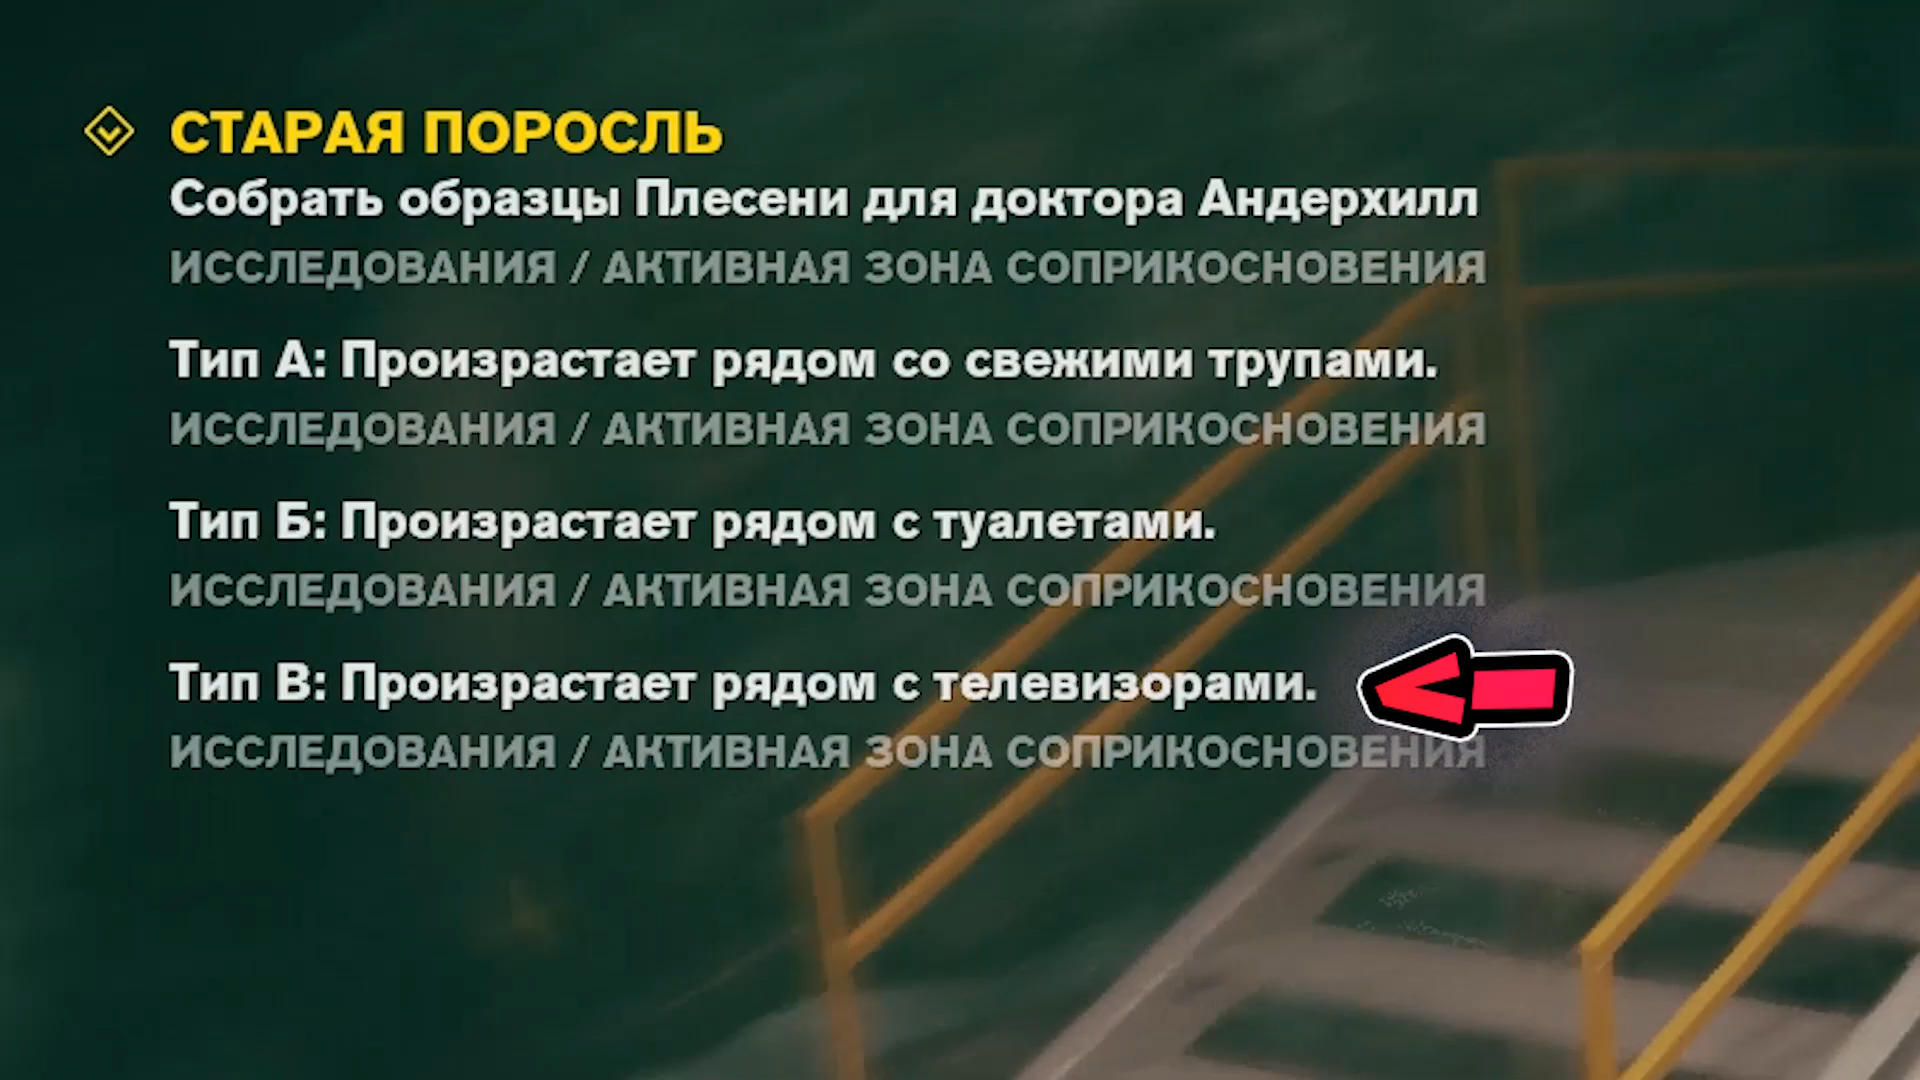 СТАРАЯ ПОРОСЛЬ
Собрать образцы Плесени для доктора Андерхилл
ИССЛЕДОВАНИЯ / АКТИВНАЯ ЗОНА СОПРИКОСНОВЕНИЯ
Тип А: Произрастает рядом со свежими трупами.
ИССЛЕДОВАНИЯ / АКТИВНАЯ ЗОНА СОПРИКОСНОВЕНИЯ
Тип Б: Произрастает рядом с туалетами.
ИССЛЕДОВАНИЯ / АКТИВНАЯ ЗОНА СОПРИКОСНОВЕНИЯ
Тип В: Произрастает рядом с телевизорами.
ИССЛЕДОВАНИЯ / АКТИВНАЯ ЗОНА СОПРИКОСНОВЕНИЯ